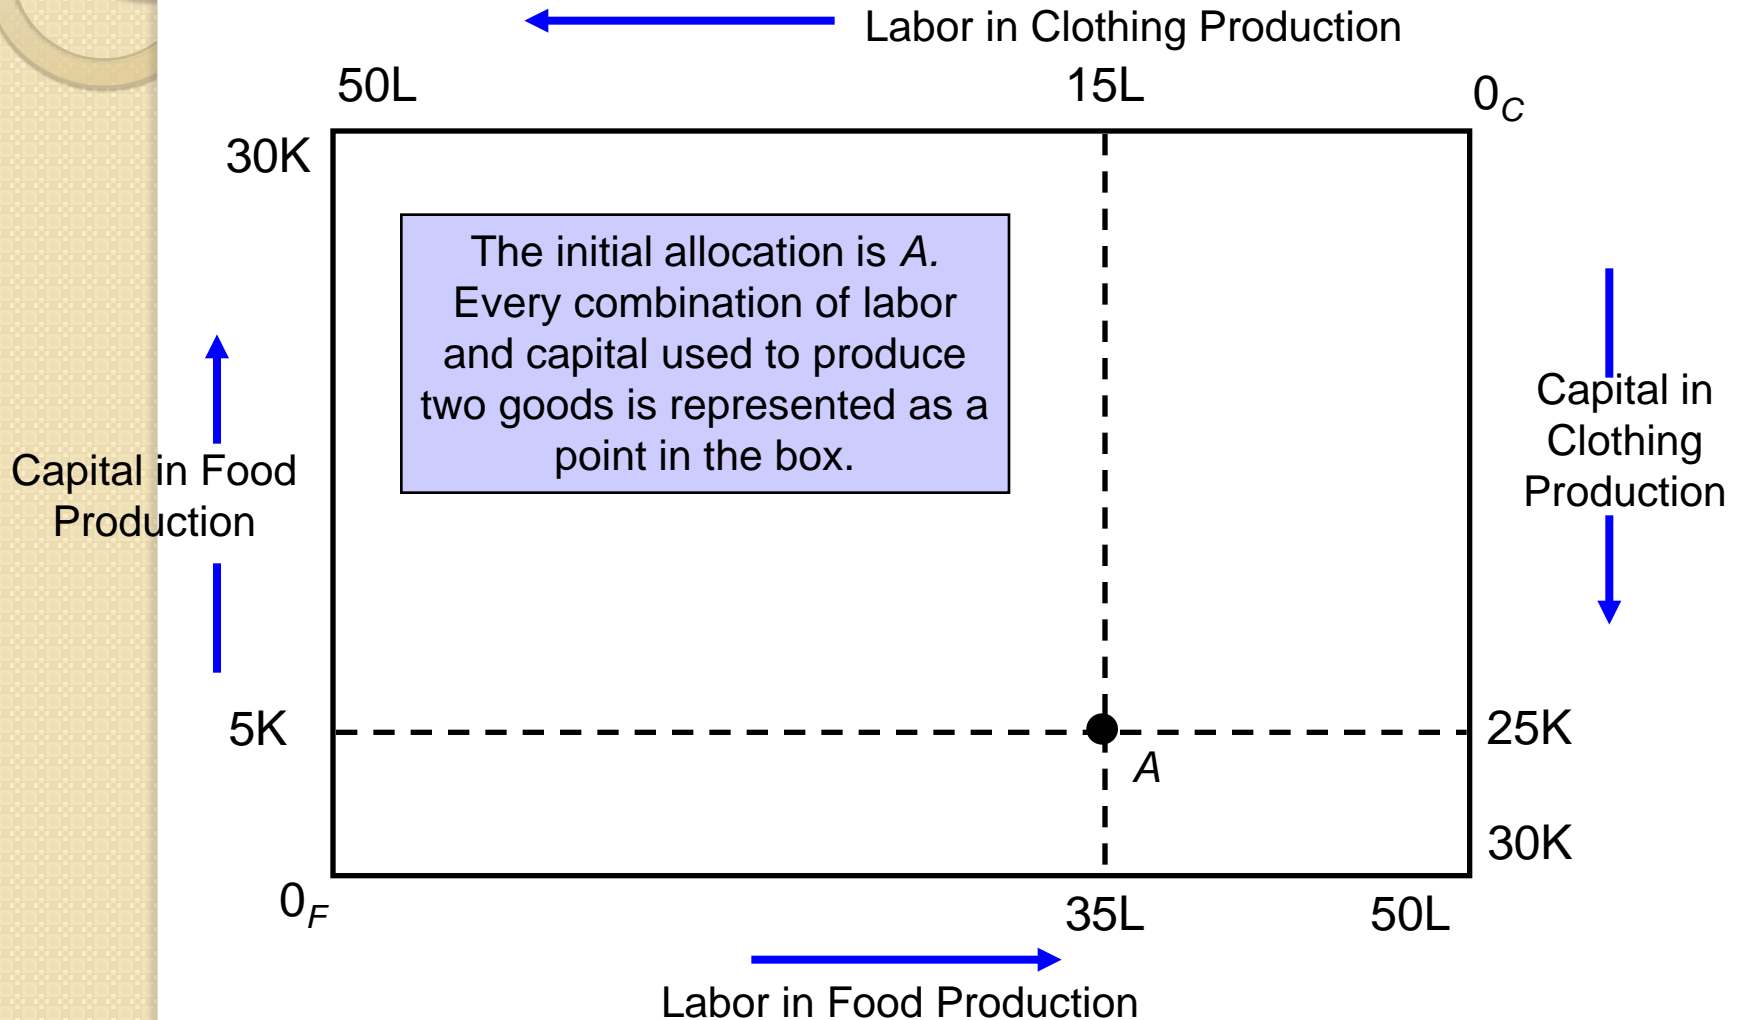 Labor in Clothing Production
50L
15L
0C
30K
The initial allocation is A.
Every combination of labor
and capital used to produce
two goods is represented as a
point in the box.
Capital in
Clothing
Production
Capital in Food
Production
5K
25K
A
30K
0F
35L
50L
Labor in Food Production